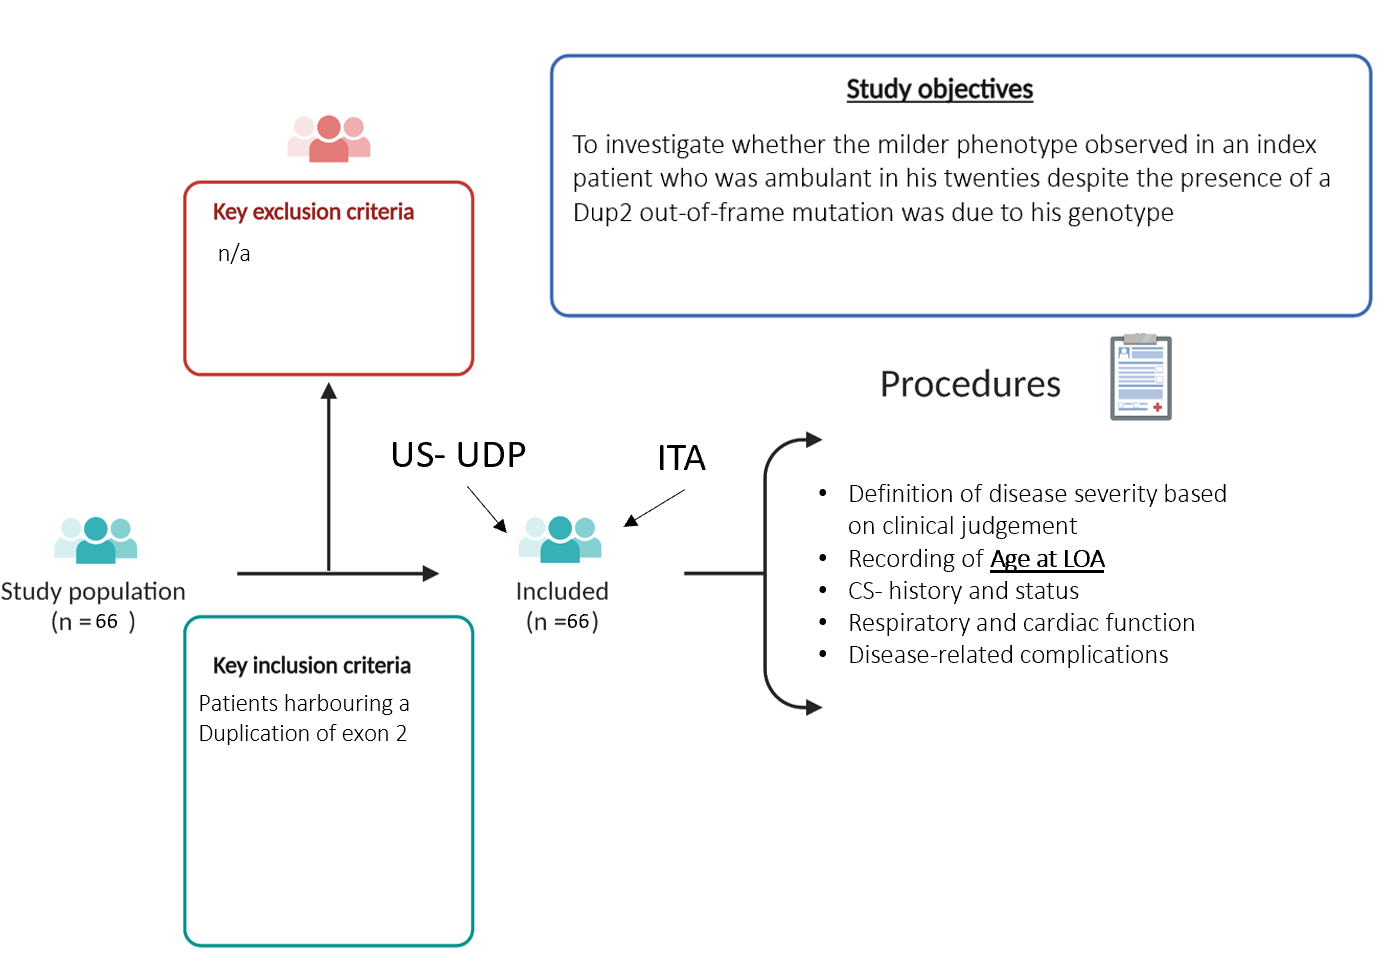 Study objectives
To investigate whether the milder phenotype observed in an index
patient who was ambulant in his twenties despite the presence of a
Dup2 out-of-frame mutation was due to his genotype
Key exclusion criteria
n/a
Procedures
US- UDP
ITA
Study population
(n = 66 )
Included
(n =66)
• Definition of disease severity based
on clinical judgement
• Recording of Age at LOA
• CS- history and status
• Respiratory and cardiac function
• Disease-related complications
Key inclusion criteria
Patients harbouring a
Duplication of exon 2